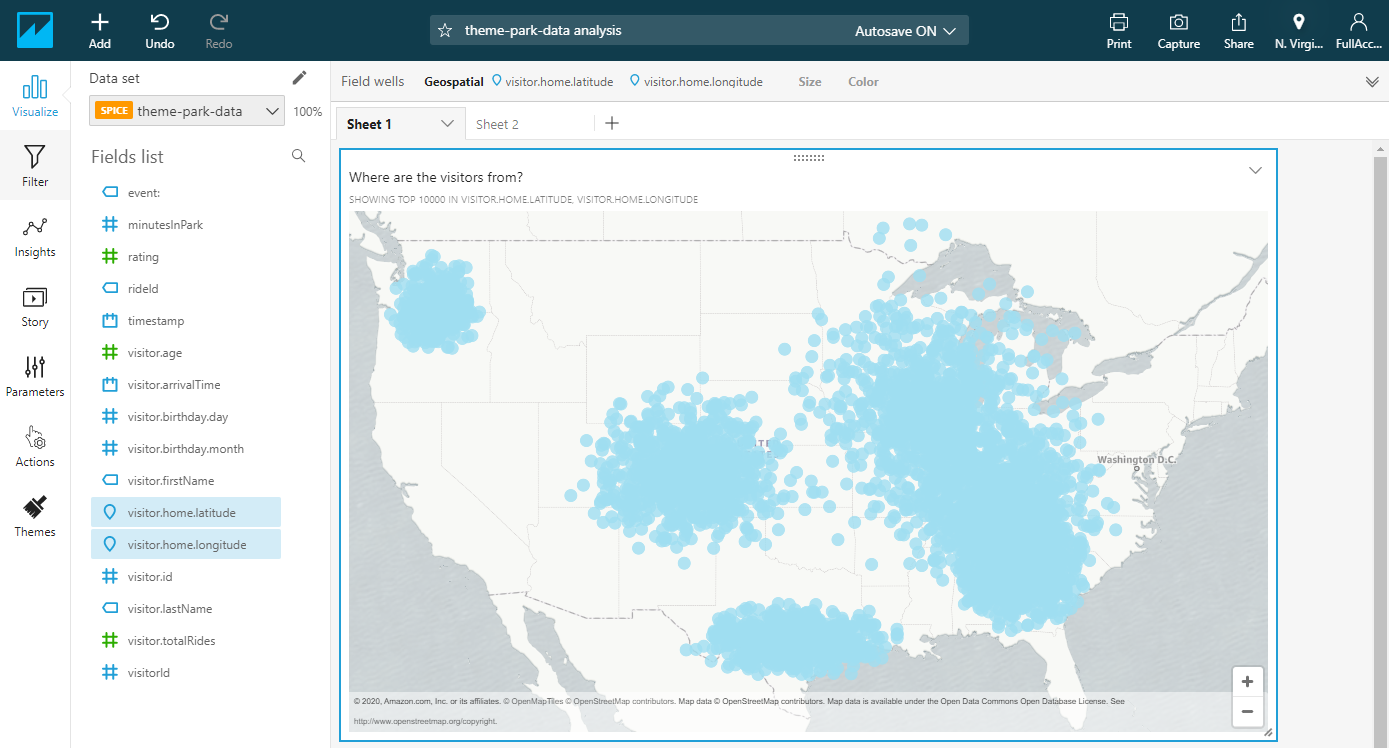 Add
Undo
Redo
theme-park-data analysis
Autosave ON
Print
Capture
Share
N. Virgi...
FullAcc...
Visualize
Filter
Insights
Story
Parameters
Actions
Themes
Data set
SPICE theme-park-data 100%
Fields list
event:
minutesInPark
rating
rideId
timestamp
visitor.age
visitor.arrivalTime
visitor.birthday.day
visitor.birthday.month
visitor.firstName
visitor.home.latitude
visitor.home.longitude
visitor.id
visitor.lastName
visitor.totalRides
visitorId
Field wells Geospatial visitor.home.latitude visitor.home.longitude Size Color
Sheet 1 Sheet 2
Where are the visitors from?
SHOWING TOP 10000 IN VISITOR.HOME.LATITUDE, VISITOR.HOME.LONGITUDE
Washington D.C.
© 2020, Amazon.com, Inc. or its affiliates. © OpenMapTiles © OpenStreetMap contributors. Map data © OpenStreetMap contributors. Map data is available under the Open Data Commons Open Database License. See
http://www.openstreetmap.org/copyright.